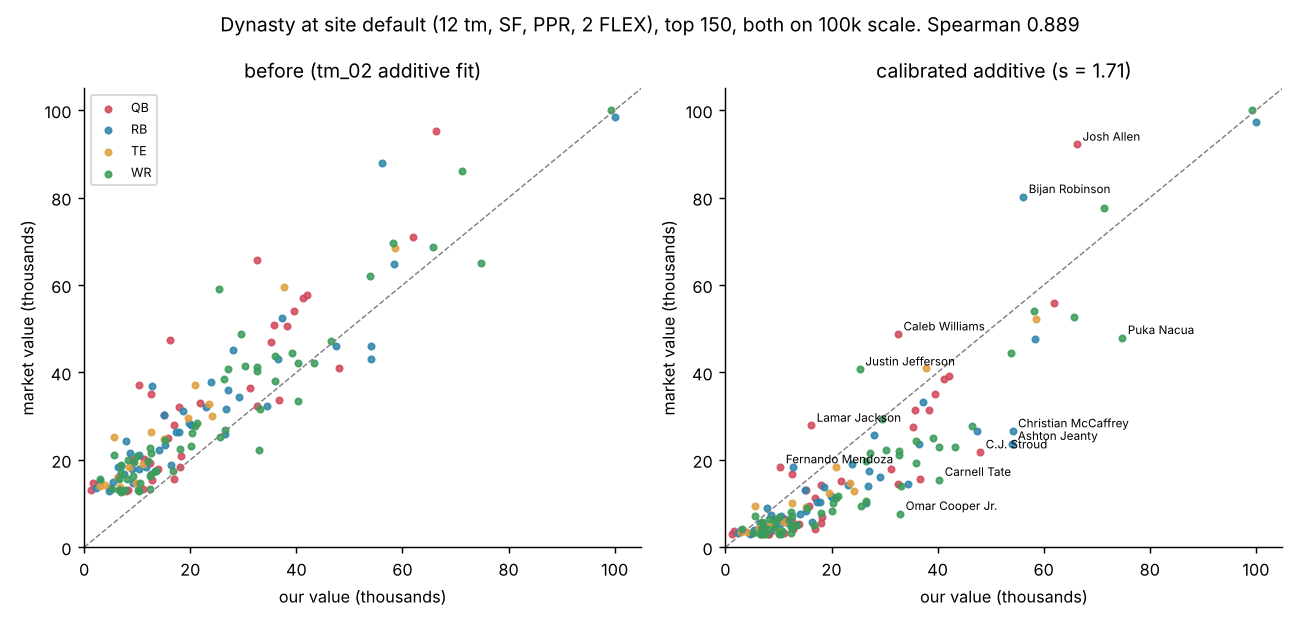 Dynasty at site default (12 tm, SF, PPR, 2 FLEX), top 150, both on 100k scale. Spearman 0.889
before (tm_02 additive fit)
QB
RB
TE
WR
100
80
60
40
20
0
market value (thousands)
0 20 40 60 80 100
our value (thousands)
calibrated additive (s = 1.71)
100
80
60
40
20
0
market value (thousands)
Josh Allen
Bijan Robinson
Caleb Williams
Puka Nacua
Justin Jefferson
Lamar Jackson
Christian McCaffrey
Ashton Jeanty
C.J. Stroud
Fernando Mendoza
Carnell Tate
Omar Cooper Jr.
0 20 40 60 80 100
our value (thousands)